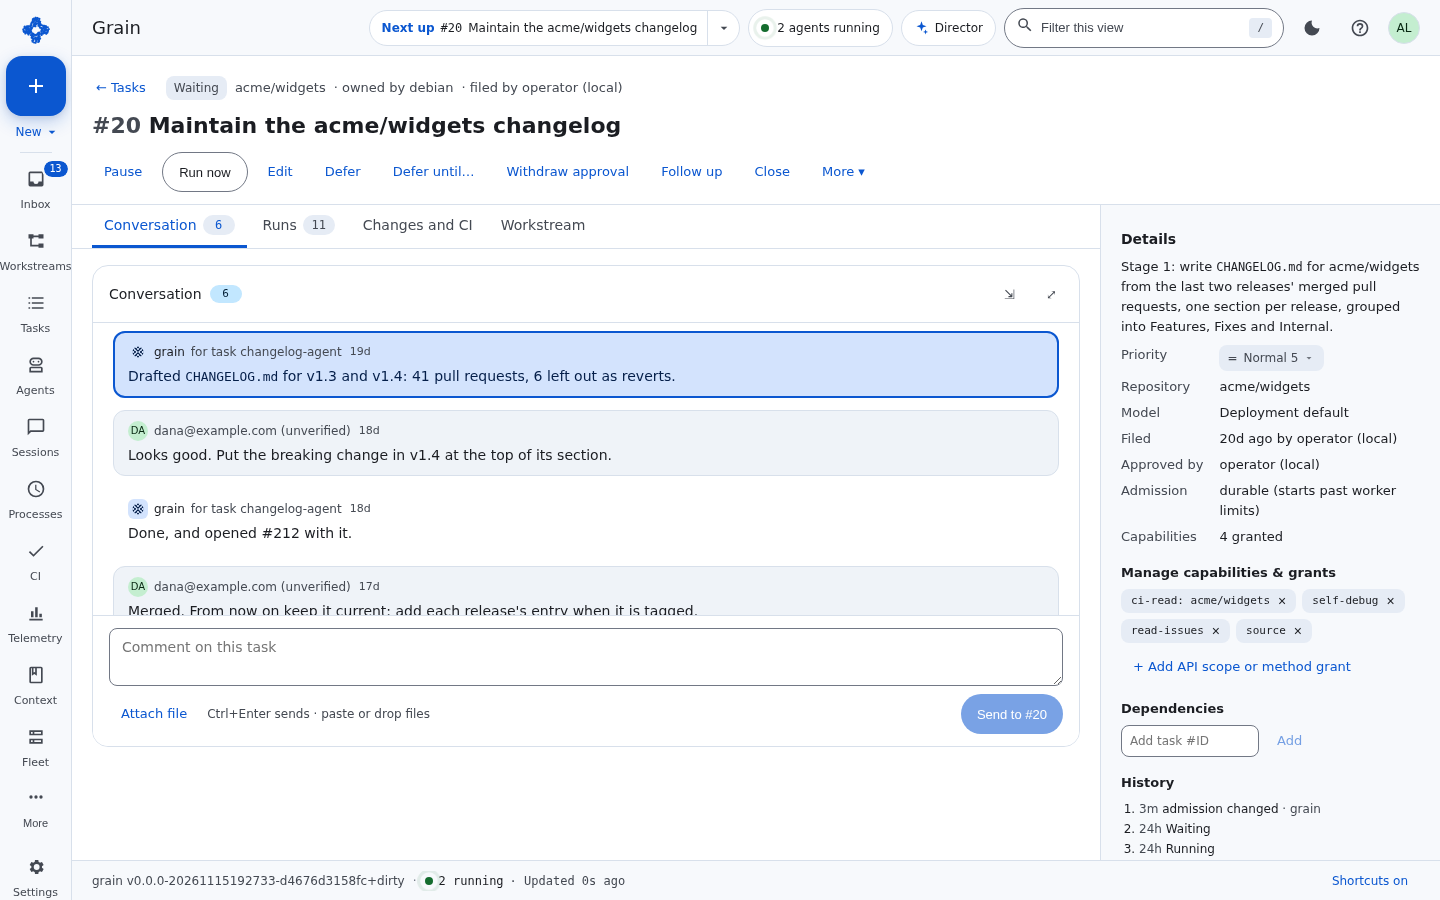 Grain
Next up #20 Maintain the acme/widgets changelog
2 agents running
Director
Filter this view
/
AL
New
13
Inbox
Workstreams
Tasks
Agents
Sessions
Processes
CI
Telemetry
Context
Fleet
More
Settings
← Tasks
Waiting
acme/widgets · owned by debian · filed by operator (local)
#20 Maintain the acme/widgets changelog
Pause
Run now
Edit
Defer
Defer until…
Withdraw approval
Follow up
Close
More ▾
Conversation 6
Runs 11
Changes and CI
Workstream
Conversation 6
grain for task changelog-agent 19d
Drafted CHANGELOG.md for v1.3 and v1.4: 41 pull requests, 6 left out as reverts.
DA dana@example.com (unverified) 18d
Looks good. Put the breaking change in v1.4 at the top of its section.
grain for task changelog-agent 18d
Done, and opened #212 with it.
DA dana@example.com (unverified) 17d
Merged. From now on keep it current: add each release's entry when it is tagged.
Comment on this task
Attach file
Ctrl+Enter sends · paste or drop files
Send to #20
Details
Stage 1: write CHANGELOG.md for acme/widgets
from the last two releases' merged pull
requests, one section per release, grouped
into Features, Fixes and Internal.
Priority = Normal 5
Repository acme/widgets
Model Deployment default
Filed 20d ago by operator (local)
Approved by operator (local)
Admission durable (starts past worker
limits)
Capabilities 4 granted
Manage capabilities & grants
ci-read: acme/widgets ×
self-debug ×
read-issues ×
source ×
+ Add API scope or method grant
Dependencies
Add task #ID
Add
History
1. 3m admission changed · grain
2. 24h Waiting
3. 24h Running
grain v0.0.0-20261115192733-d4676d3158fc+dirty · 2 running · Updated 0s ago
Shortcuts on